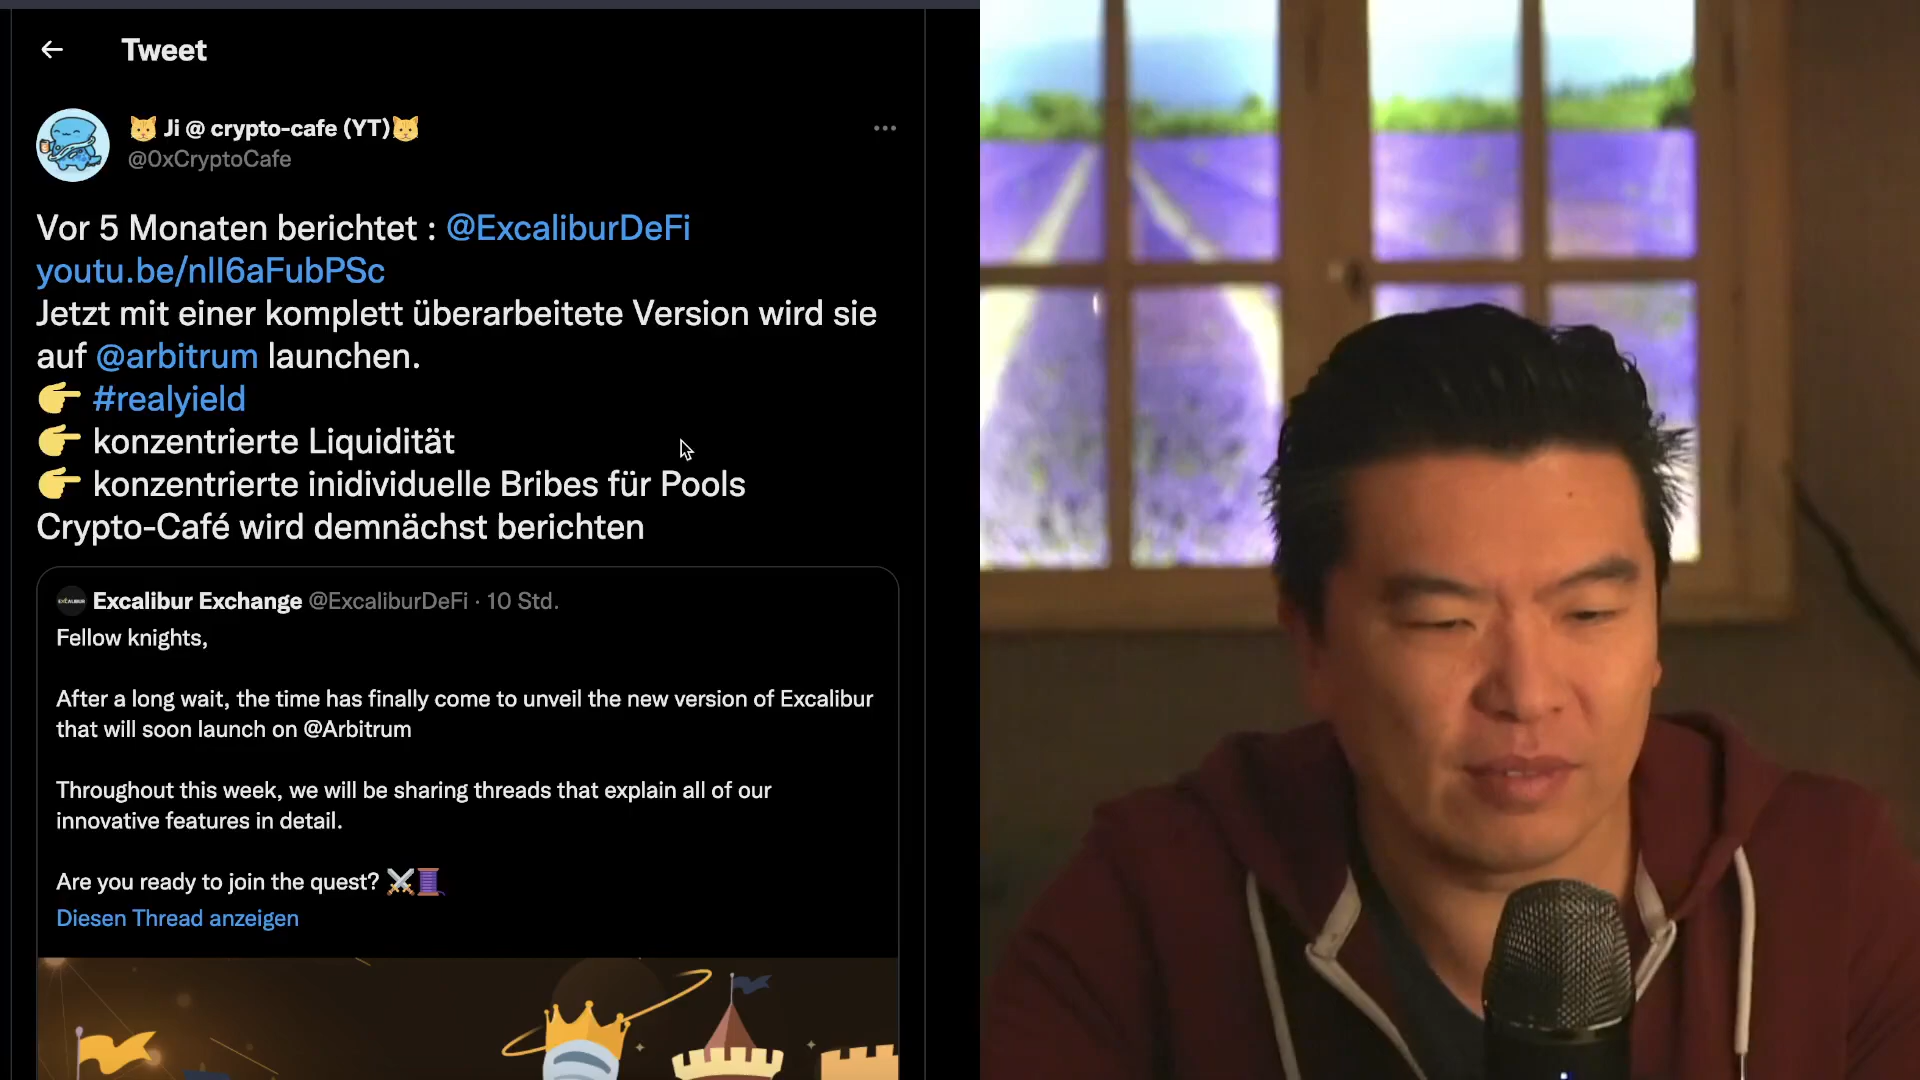 Tweet
🐱 Ji @ crypto-cafe (YT)🐱
@0xCryptoCafe
Vor 5 Monaten berichtet : @ExcaliburDeFi
youtu.be/nlI6aFubPSc
Jetzt mit einer komplett überarbeitete Version wird sie
auf @arbitrum launchen.
👉 #realyield
👉 konzentrierte Liquidität
👉 konzentrierte inidividuelle Bribes für Pools
Crypto-Café wird demnächst berichten
Excalibur Exchange @ExcaliburDeFi · 10 Std.
Fellow knights,
After a long wait, the time has finally come to unveil the new version of Excalibur
that will soon launch on @Arbitrum
Throughout this week, we will be sharing threads that explain all of our
innovative features in detail.
Are you ready to join the quest? ⚔️🧵
Diesen Thread anzeigen